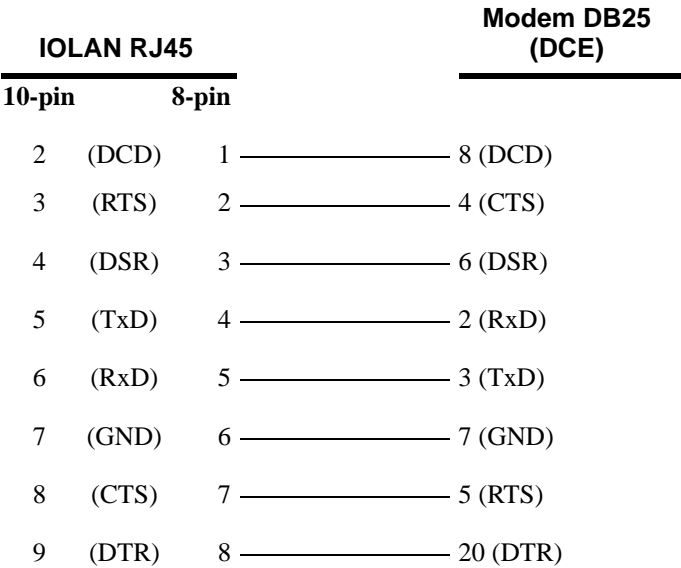 IOLAN RJ45
Modem DB25
(DCE)
10-pin 8-pin
2 (DCD) 1 8 (DCD)
3 (RTS) 2 4 (CTS)
4 (DSR) 3 6 (DSR)
5 (TxD) 4 2 (RxD)
6 (RxD) 5 3 (TxD)
7 (GND) 6 7 (GND)
8 (CTS) 7 5 (RTS)
9 (DTR) 8 20 (DTR)